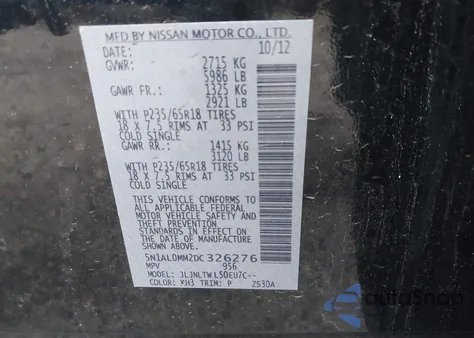 MFD BY NISSAN MOTOR CO., LTD.
DATE: 10/12
GVWR: 2715 KG
5986 LB
GAWR FR.: 1325 KG
2921 LB
WITH P235/65R18 TIRES
18 X 7.5 RIMS AT 33 PSI
COLD SINGLE
GAWR RR.: 1415 KG
3120 LB
WITH P235/65R18 TIRES
18 X 7.5 RIMS AT 33 PSI
COLD SINGLE
THIS VEHICLE CONFORMS TO
ALL APPLICABLE FEDERAL
MOTOR VEHICLE SAFETY AND
THEFT PREVENTION STANDARDS
IN EFFECT ON THE DATE OF
MANUFACTURE SHOWN ABOVE.
5N1AL0MM2DC326276
MPV 956
MODEL: JLJNLTWL50EU7C--
COLOR: KH3 TRIM: P ZS30A
autoSnap